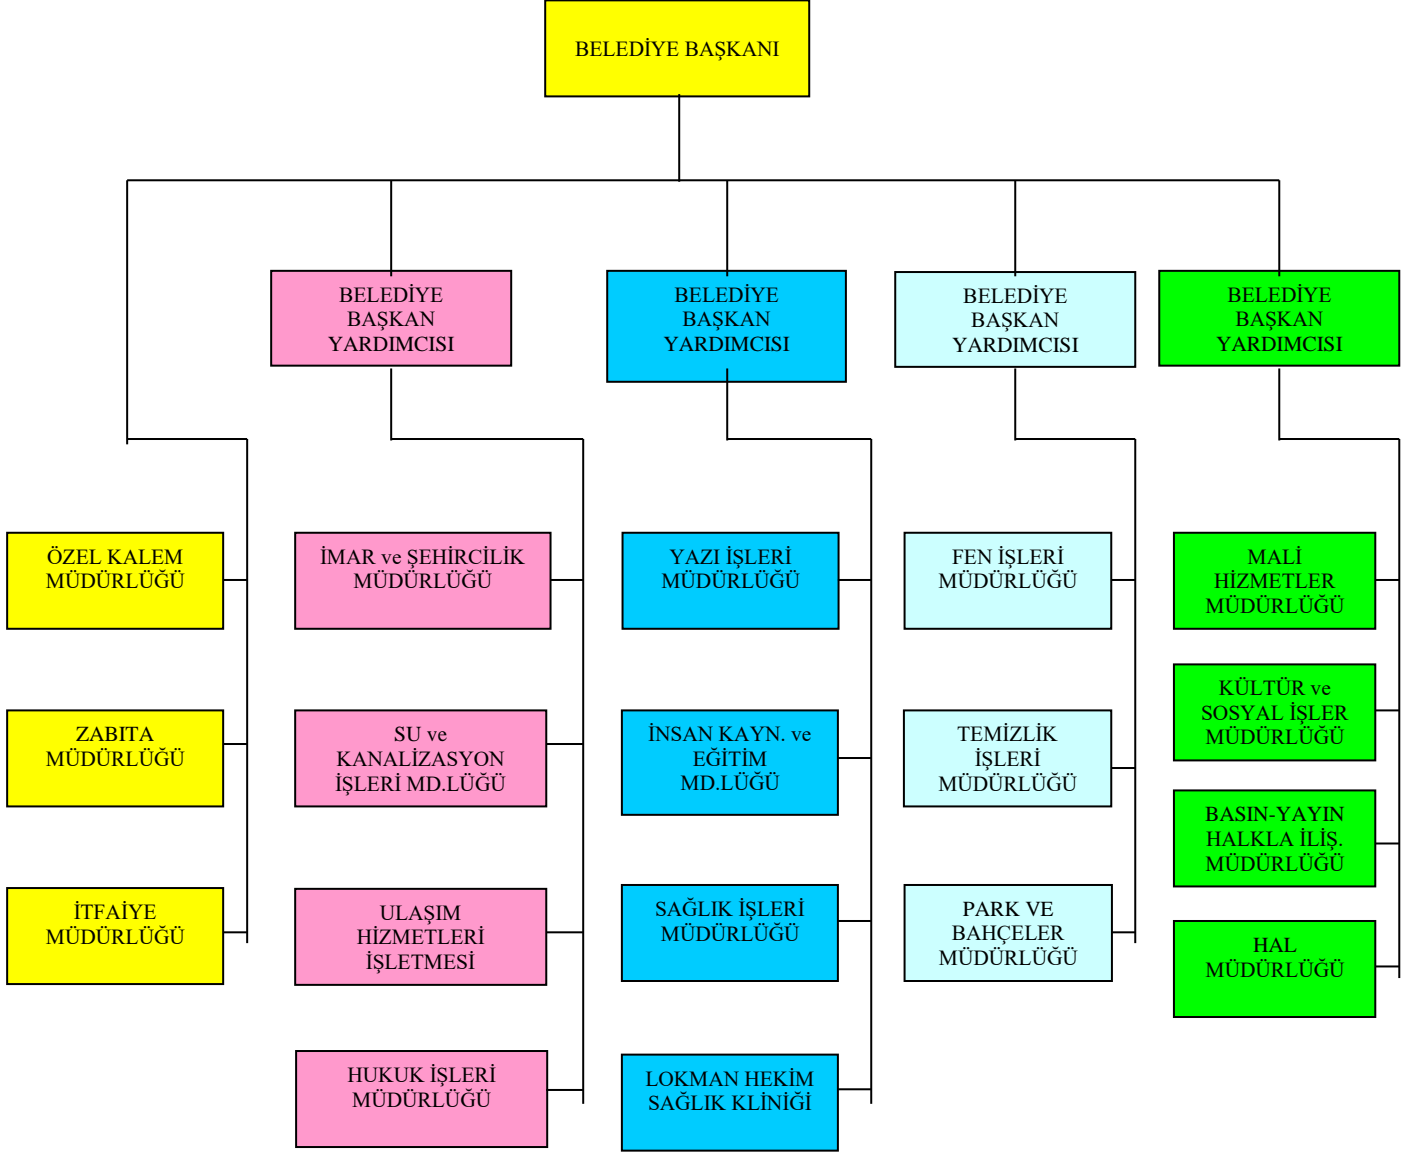 BELEDİYE BAŞKANI
BELEDİYE
BAŞKAN
YARDIMCISI
BELEDİYE
BAŞKAN
YARDIMCISI
BELEDİYE
BAŞKAN
YARDIMCISI
BELEDİYE
BAŞKAN
YARDIMCISI
ÖZEL KALEM
MÜDÜRLÜĞÜ
İMAR ve ŞEHİRCİLİK
MÜDÜRLÜĞÜ
YAZI İŞLERİ
MÜDÜRLÜĞÜ
FEN İŞLERİ
MÜDÜRLÜĞÜ
MALİ
HİZMETLER
MÜDÜRLÜĞÜ
ZABITA
MÜDÜRLÜĞÜ
SU ve
KANALİZASYON
İŞLERİ MD.LÜĞÜ
İNSAN KAYN. ve
EĞİTİM
MD.LÜĞÜ
TEMİZLİK
İŞLERİ
MÜDÜRLÜĞÜ
KÜLTÜR ve
SOSYAL İŞLER
MÜDÜRLÜĞÜ
BASIN-YAYIN
HALKLA İLİŞ.
MÜDÜRLÜĞÜ
İTFAİYE
MÜDÜRLÜĞÜ
ULAŞIM
HİZMETLERİ
İŞLETMESİ
SAĞLIK İŞLERİ
MÜDÜRLÜĞÜ
PARK VE
BAHÇELER
MÜDÜRLÜĞÜ
HAL
MÜDÜRLÜĞÜ
HUKUK İŞLERİ
MÜDÜRLÜĞÜ
LOKMAN HEKİM
SAĞLIK KLİNİĞİ